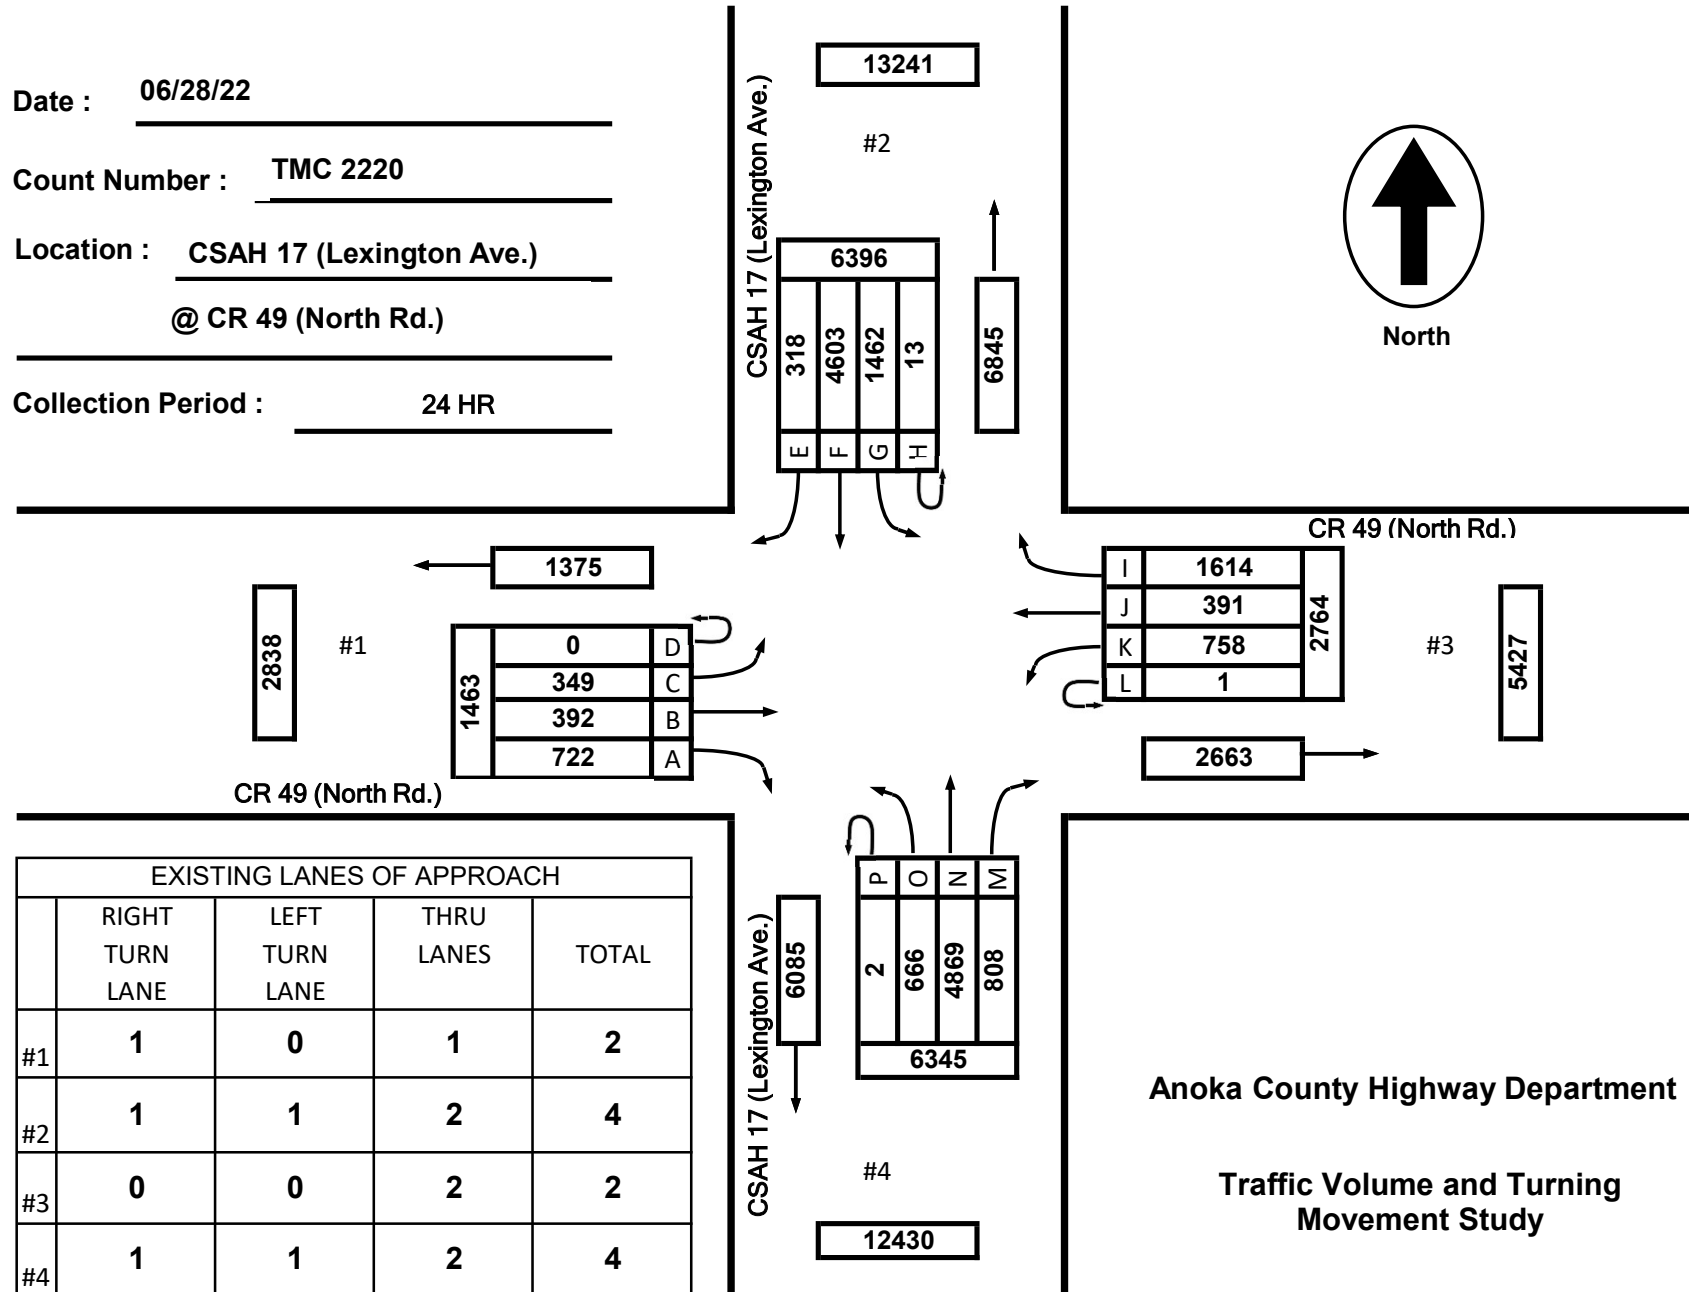 Date : 06/28/22
Count Number : TMC 2220
Location : CSAH 17 (Lexington Ave.)
@ CR 49 (North Rd.)
Collection Period : 24 HR
CSAH 17 (Lexington Ave.)
13241
#2
6396
318 4603 1462 13
E F G H
6845
North
CR 49 (North Rd.)
1375
2838
#1
1463
0 D
349 C
392 B
722 A
CR 49 (North Rd.)
I 1614
J 391
K 758
L 1
2764
#3
5427
2663
EXISTING LANES OF APPROACH
RIGHT TURN LANE
LEFT TURN LANE
THRU LANES
TOTAL
#1 1 0 1 2
#2 1 1 2 4
#3 0 0 2 2
#4 1 1 2 4
CSAH 17 (Lexington Ave.)
6085
P O N M
2 666 4869 808
6345
#4
12430
Anoka County Highway Department
Traffic Volume and Turning
Movement Study